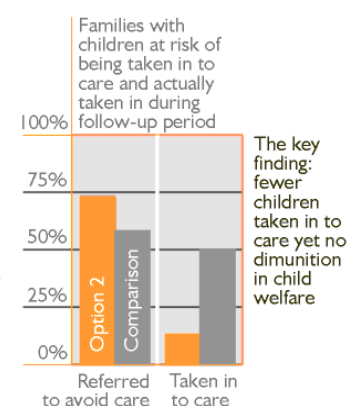 Families with
children at risk of
being taken in to
care and actually
taken in during
follow-up period
100%
75%
50%
25%
0%
Option 2
Comparison
Referred
to avoid care
Taken in
to care
The key
finding:
fewer
children
taken in to
care yet no
dimunition
in child
welfare